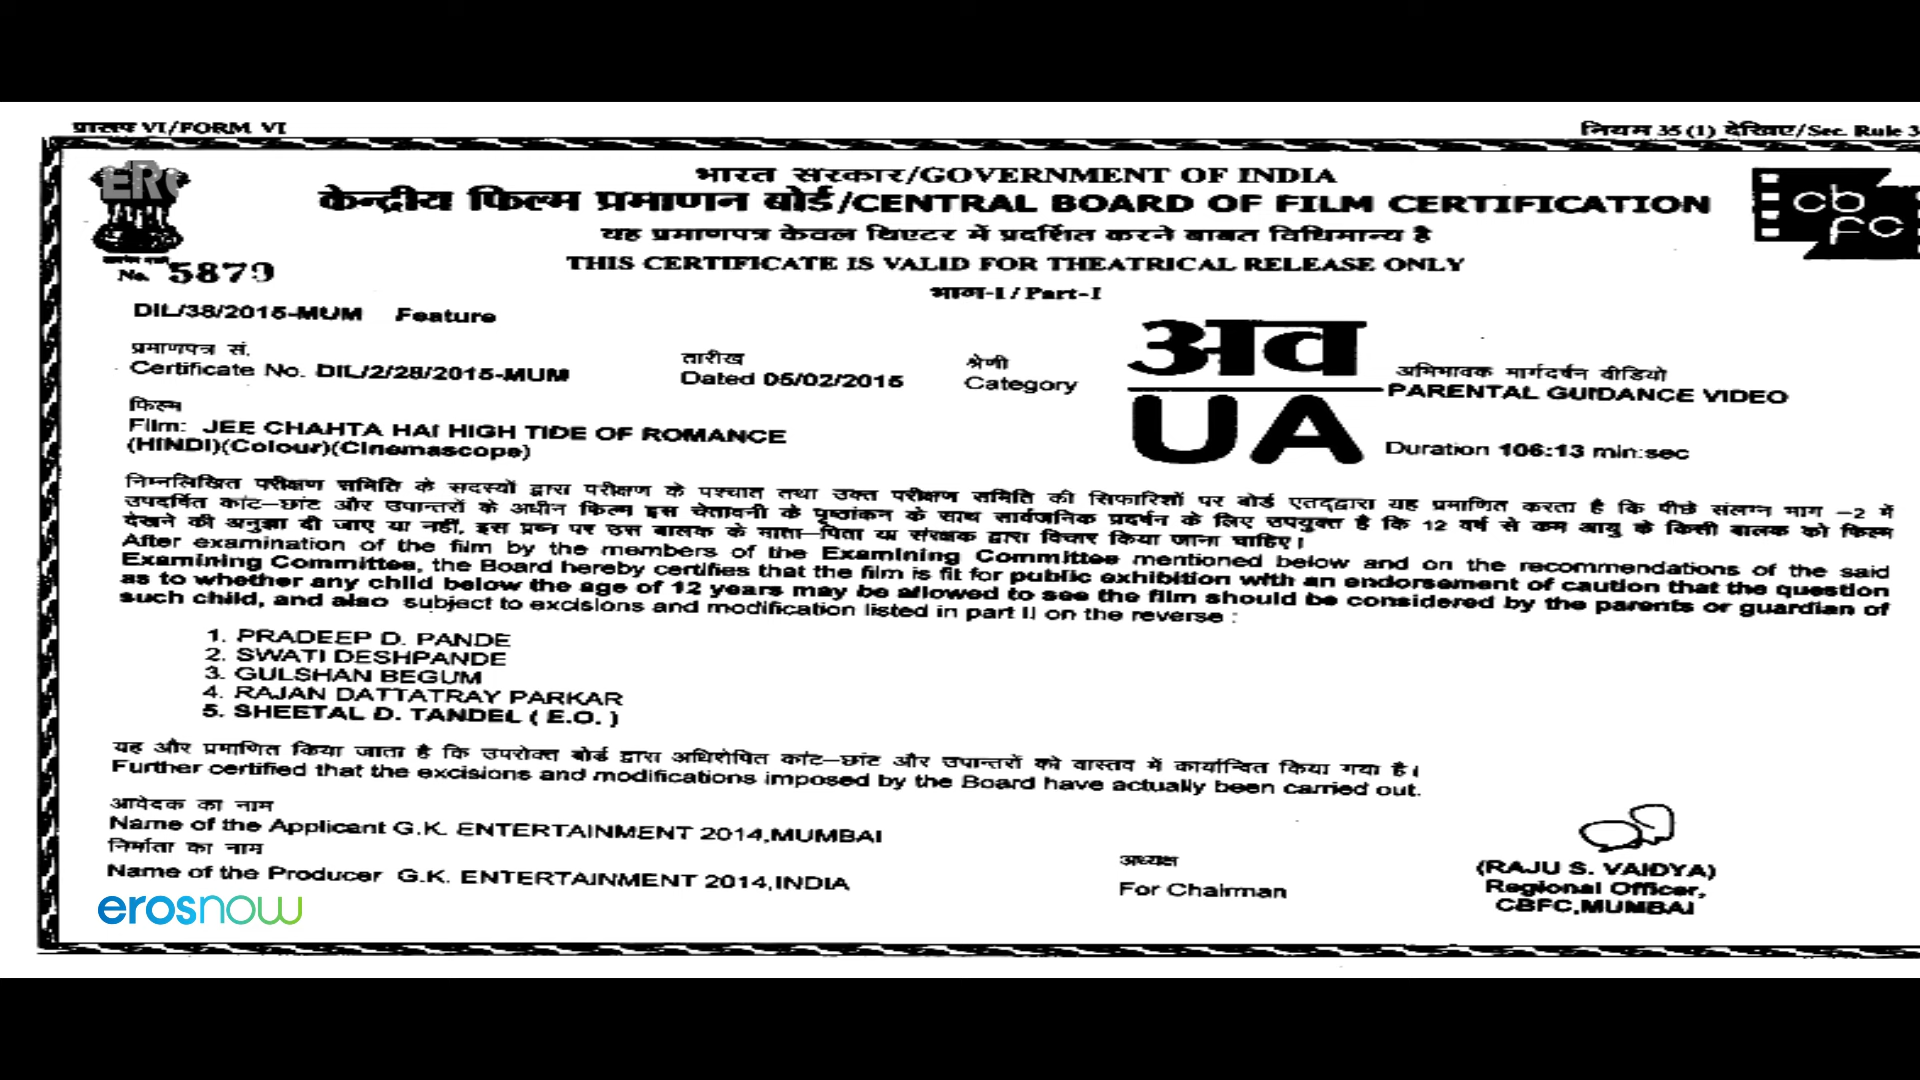 प्रारूप VI/FORM VI
नियम 35 (1) देखिए/Sec. Rule 3
भारत सरकार/GOVERNMENT OF INDIA
केन्द्रीय फिल्म प्रमाणन बोर्ड/CENTRAL BOARD OF FILM CERTIFICATION
cb
fc
यह प्रमाणपत्र केवल थिएटर में प्रदर्शित करने बाबत विधिमान्य है
No. 5879
THIS CERTIFICATE IS VALID FOR THEATRICAL RELEASE ONLY
भाग-I / Part-I
DIL/38/2015-MUM Feature
प्रमाणपत्र सं.
Certificate No. DIL/2/28/2015-MUM
तारीख
Dated 05/02/2015
श्रेणी
Category
अव
UA
अभिभावक मार्गदर्शन वीडियो
PARENTAL GUIDANCE VIDEO
Duration 106:13 min:sec
फिल्म
Film: JEE CHAHTA HAI HIGH TIDE OF ROMANCE
(HINDI)(Colour)(Cinemascope)
निम्नलिखित परीक्षण समिति के सदस्यों द्वारा परीक्षण के पश्चात तथा उक्त परीक्षण समिति की सिफारिशों पर बोर्ड एतद्द्वारा यह प्रमाणित करता है कि पीछे संलग्न भाग -2 में
उपदर्षित कांट-छांट और उपान्तरों के अधीन फिल्म इस चेतावनी के पृष्ठांकन के साथ सार्वजनिक प्रदर्षन के लिए उपयुक्त है कि 12 वर्ष से कम आयु के किसी बालक को फिल्म
देखने की अनुज्ञा दी जाए या नहीं, इस प्रष्न पर उस बालक के माता-पिता या संरक्षक द्वारा विचार किया जाना चाहिए।
After examination of the film by the members of the Examining Committee mentioned below and on the recommendations of the said
Examining Committee, the Board hereby certifies that the film is fit for public exhibition with an endorsement of caution that the question
as to whether any child below the age of 12 years may be allowed to see the film should be considered by the parents or guardian of
such child, and also subject to excisions and modification listed in part II on the reverse :
1. PRADEEP D. PANDE
2. SWATI DESHPANDE
3. GULSHAN BEGUM
4. RAJAN DATTATRAY PARKAR
5. SHEETAL D. TANDEL ( E.O. )
यह और प्रमाणित किया जाता है कि उपरोक्त बोर्ड द्वारा अधिरोपित कांट-छांट और उपान्तरों को वास्तव में कार्यान्वित किया गया है।
Further certified that the excisions and modifications imposed by the Board have actually been carried out.
आवेदक का नाम
Name of the Applicant G.K. ENTERTAINMENT 2014,MUMBAI
निर्माता का नाम
Name of the Producer G.K. ENTERTAINMENT 2014,INDIA
अध्यक्ष
For Chairman
(RAJU S. VAIDYA)
Regional Officer,
CBFC,MUMBAI
erosnow